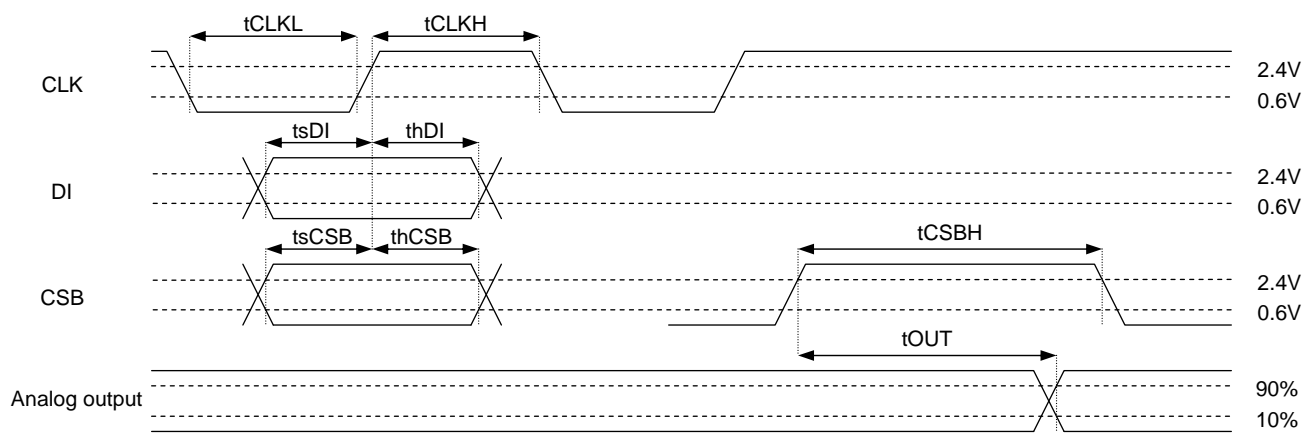 tCLKL tCLKH
CLK
2.4V
0.6V
tsDI thDI
DI
2.4V
0.6V
tsCSB thCSB tCSBH
CSB
2.4V
0.6V
tOUT
Analog output
90%
10%